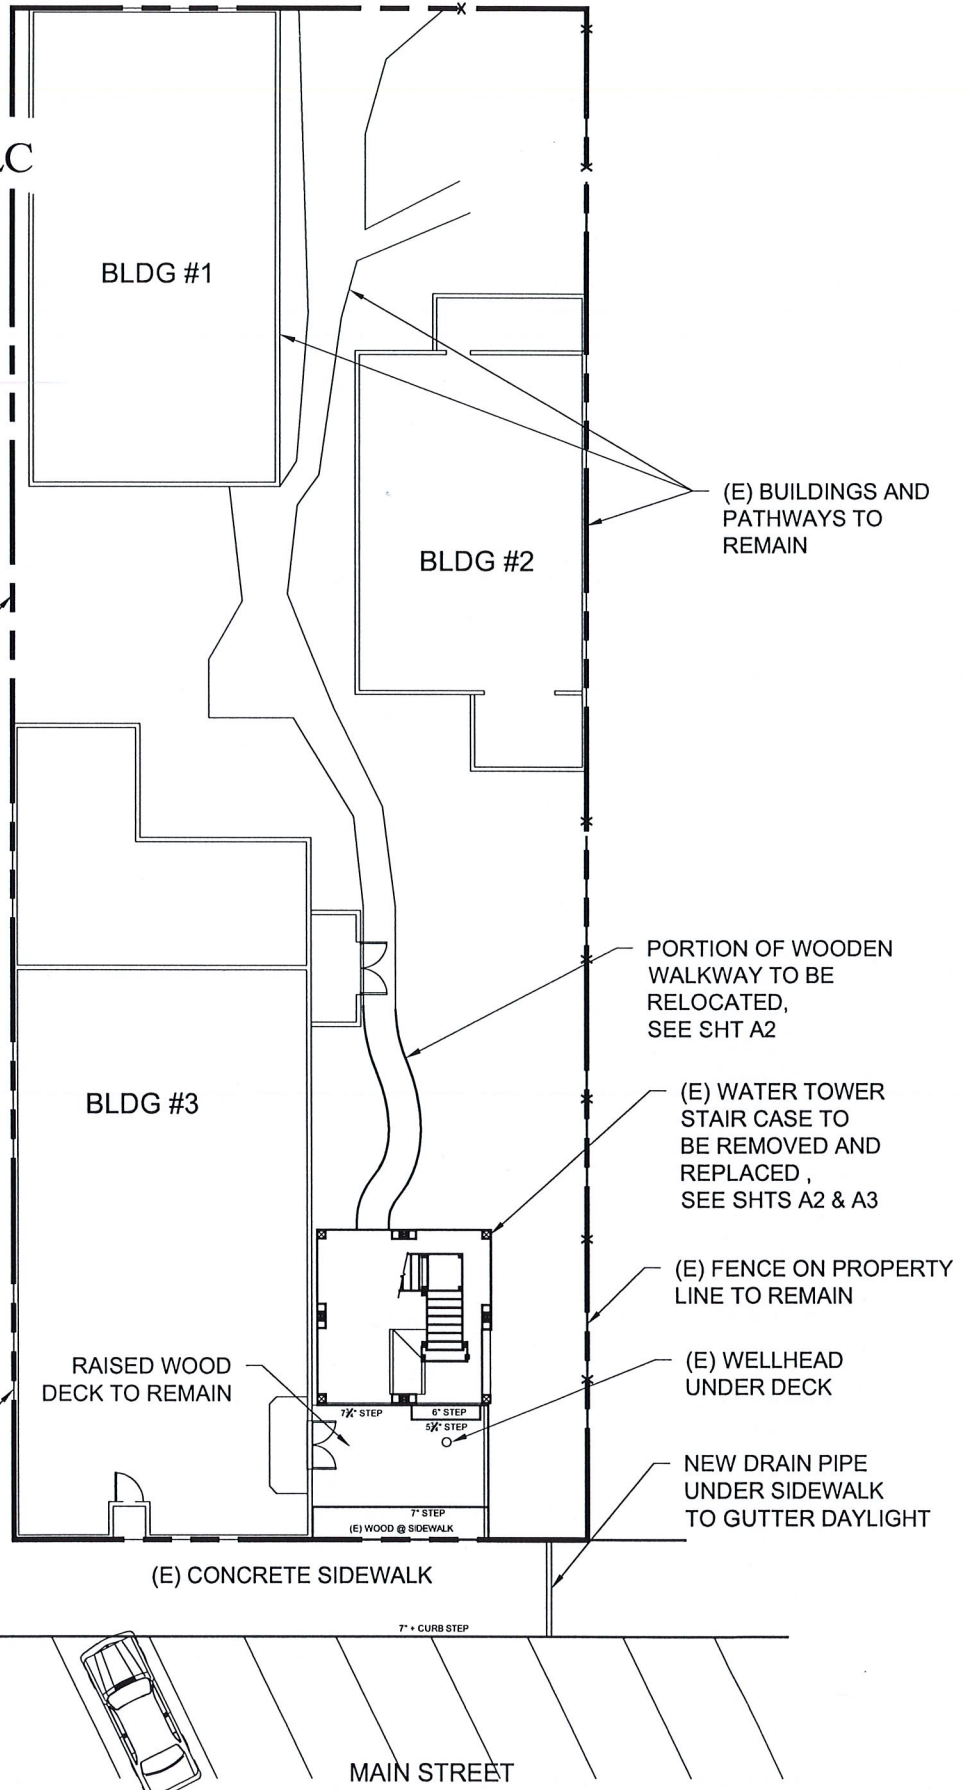 LC
BLDG #1
(E) BUILDINGS AND
PATHWAYS TO
REMAIN
BLDG #2
PORTION OF WOODEN
WALKWAY TO BE
RELOCATED,
SEE SHT A2
BLDG #3
(E) WATER TOWER
STAIR CASE TO
BE REMOVED AND
REPLACED ,
SEE SHTS A2 & A3
(E) FENCE ON PROPERTY
LINE TO REMAIN
RAISED WOOD
DECK TO REMAIN
(E) WELLHEAD
UNDER DECK
STEP
6" STEP
STEP
NEW DRAIN PIPE
UNDER SIDEWALK
TO GUTTER DAYLIGHT
7" STEP
(E) WOOD @ SIDEWALK
(E) CONCRETE SIDEWALK
7" + CURB STEP
MAIN STREET